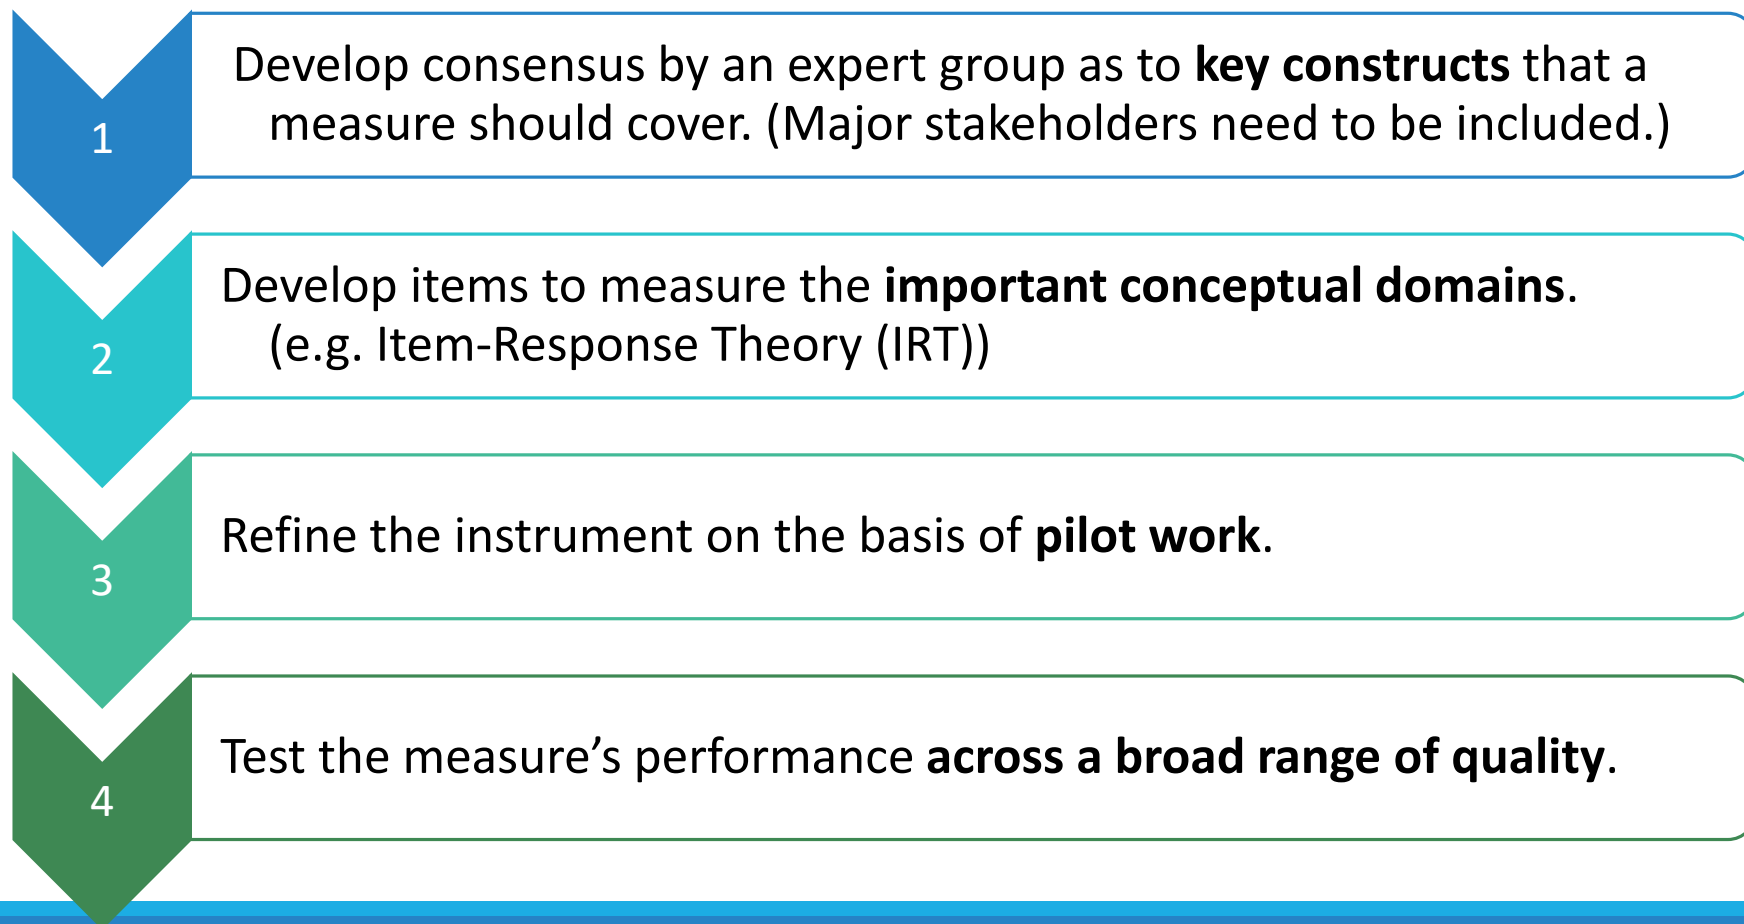 1
Develop consensus by an expert group as to key constructs that a
measure should cover. (Major stakeholders need to be included.)
2
Develop items to measure the important conceptual domains.
(e.g. Item-Response Theory (IRT))
3
Refine the instrument on the basis of pilot work.
4
Test the measure’s performance across a broad range of quality.